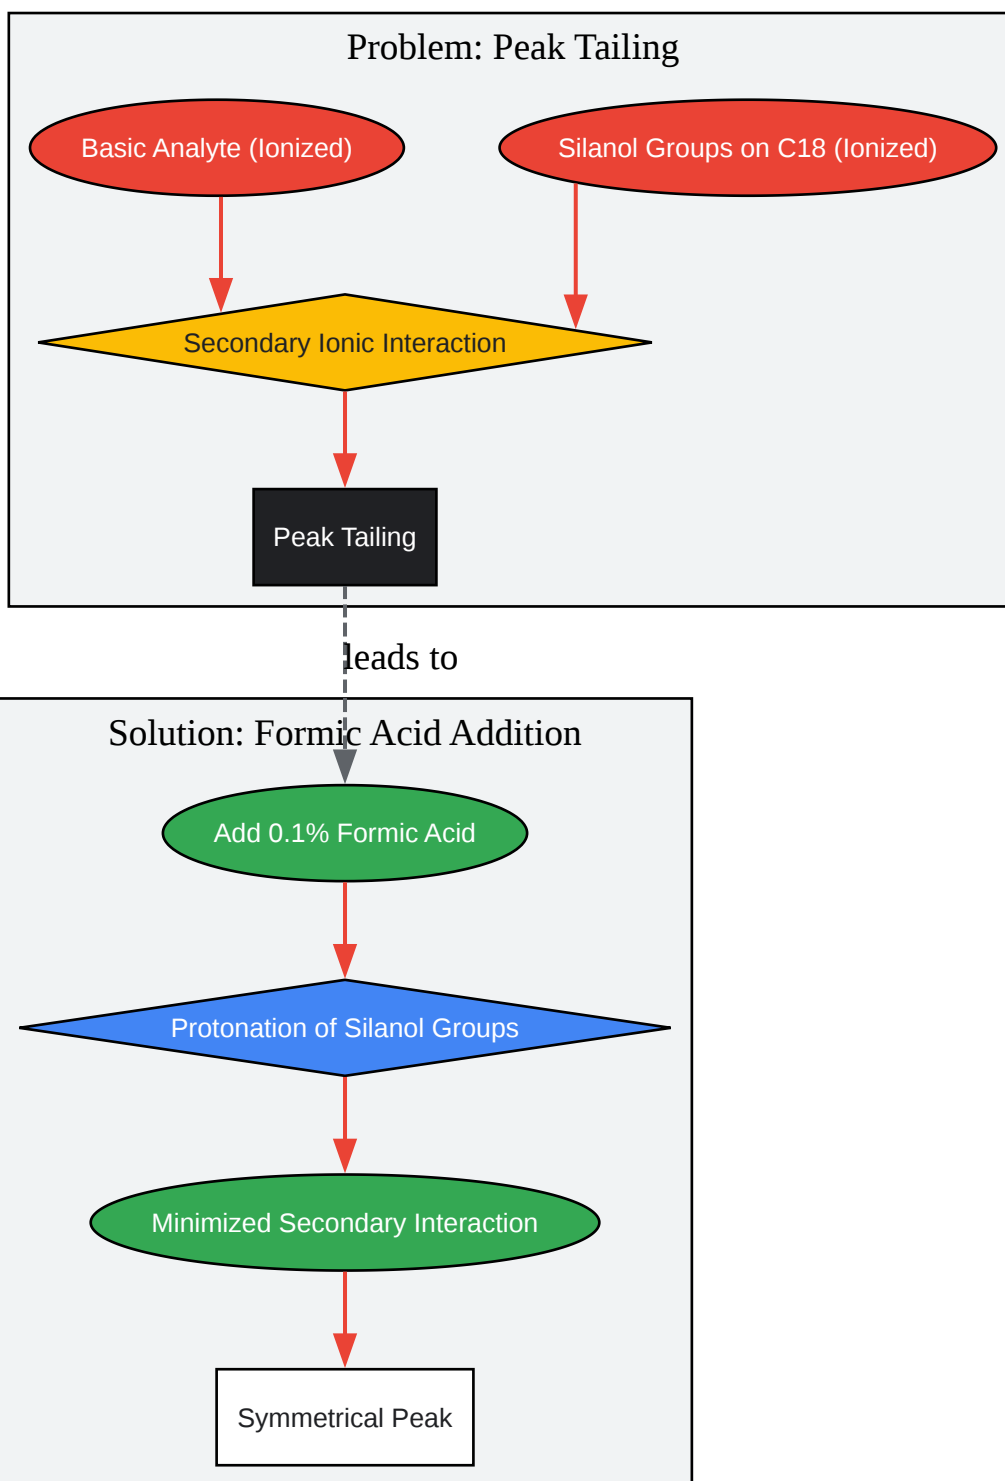 Problem: Peak Tailing
Basic Analyte (Ionized)
Silanol Groups on C18 (Ionized)
Secondary Ionic Interaction
Peak Tailing
leads to
Solution: Formic Acid Addition
Add 0.1% Formic Acid
Protonation of Silanol Groups
Minimized Secondary Interaction
Symmetrical Peak